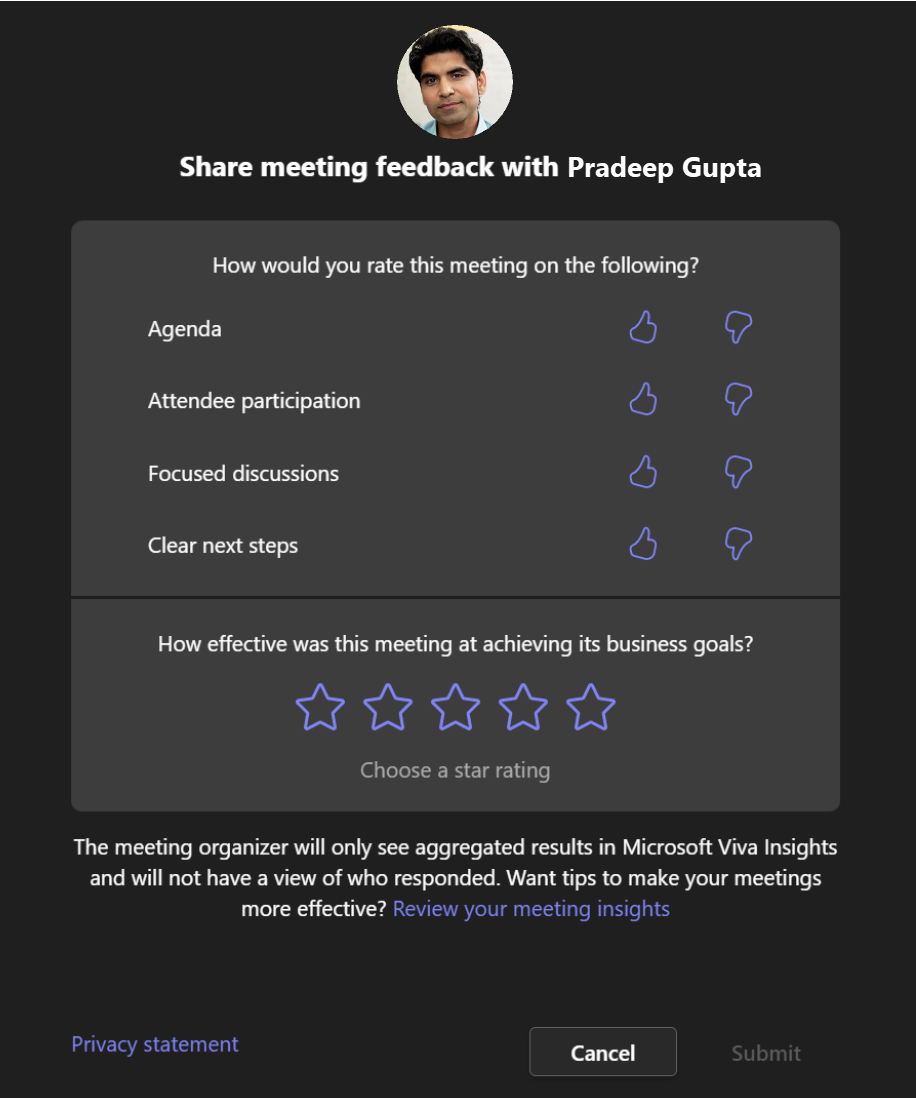 Share meeting feedback with Pradeep Gupta
How would you rate this meeting on the following?
Agenda
Attendee participation
Focused discussions
Clear next steps
How effective was this meeting at achieving its business goals?
Choose a star rating
The meeting organizer will only see aggregated results in Microsoft Viva Insights
and will not have a view of who responded. Want tips to make your meetings
more effective? Review your meeting insights
Privacy statement
Cancel
Submit